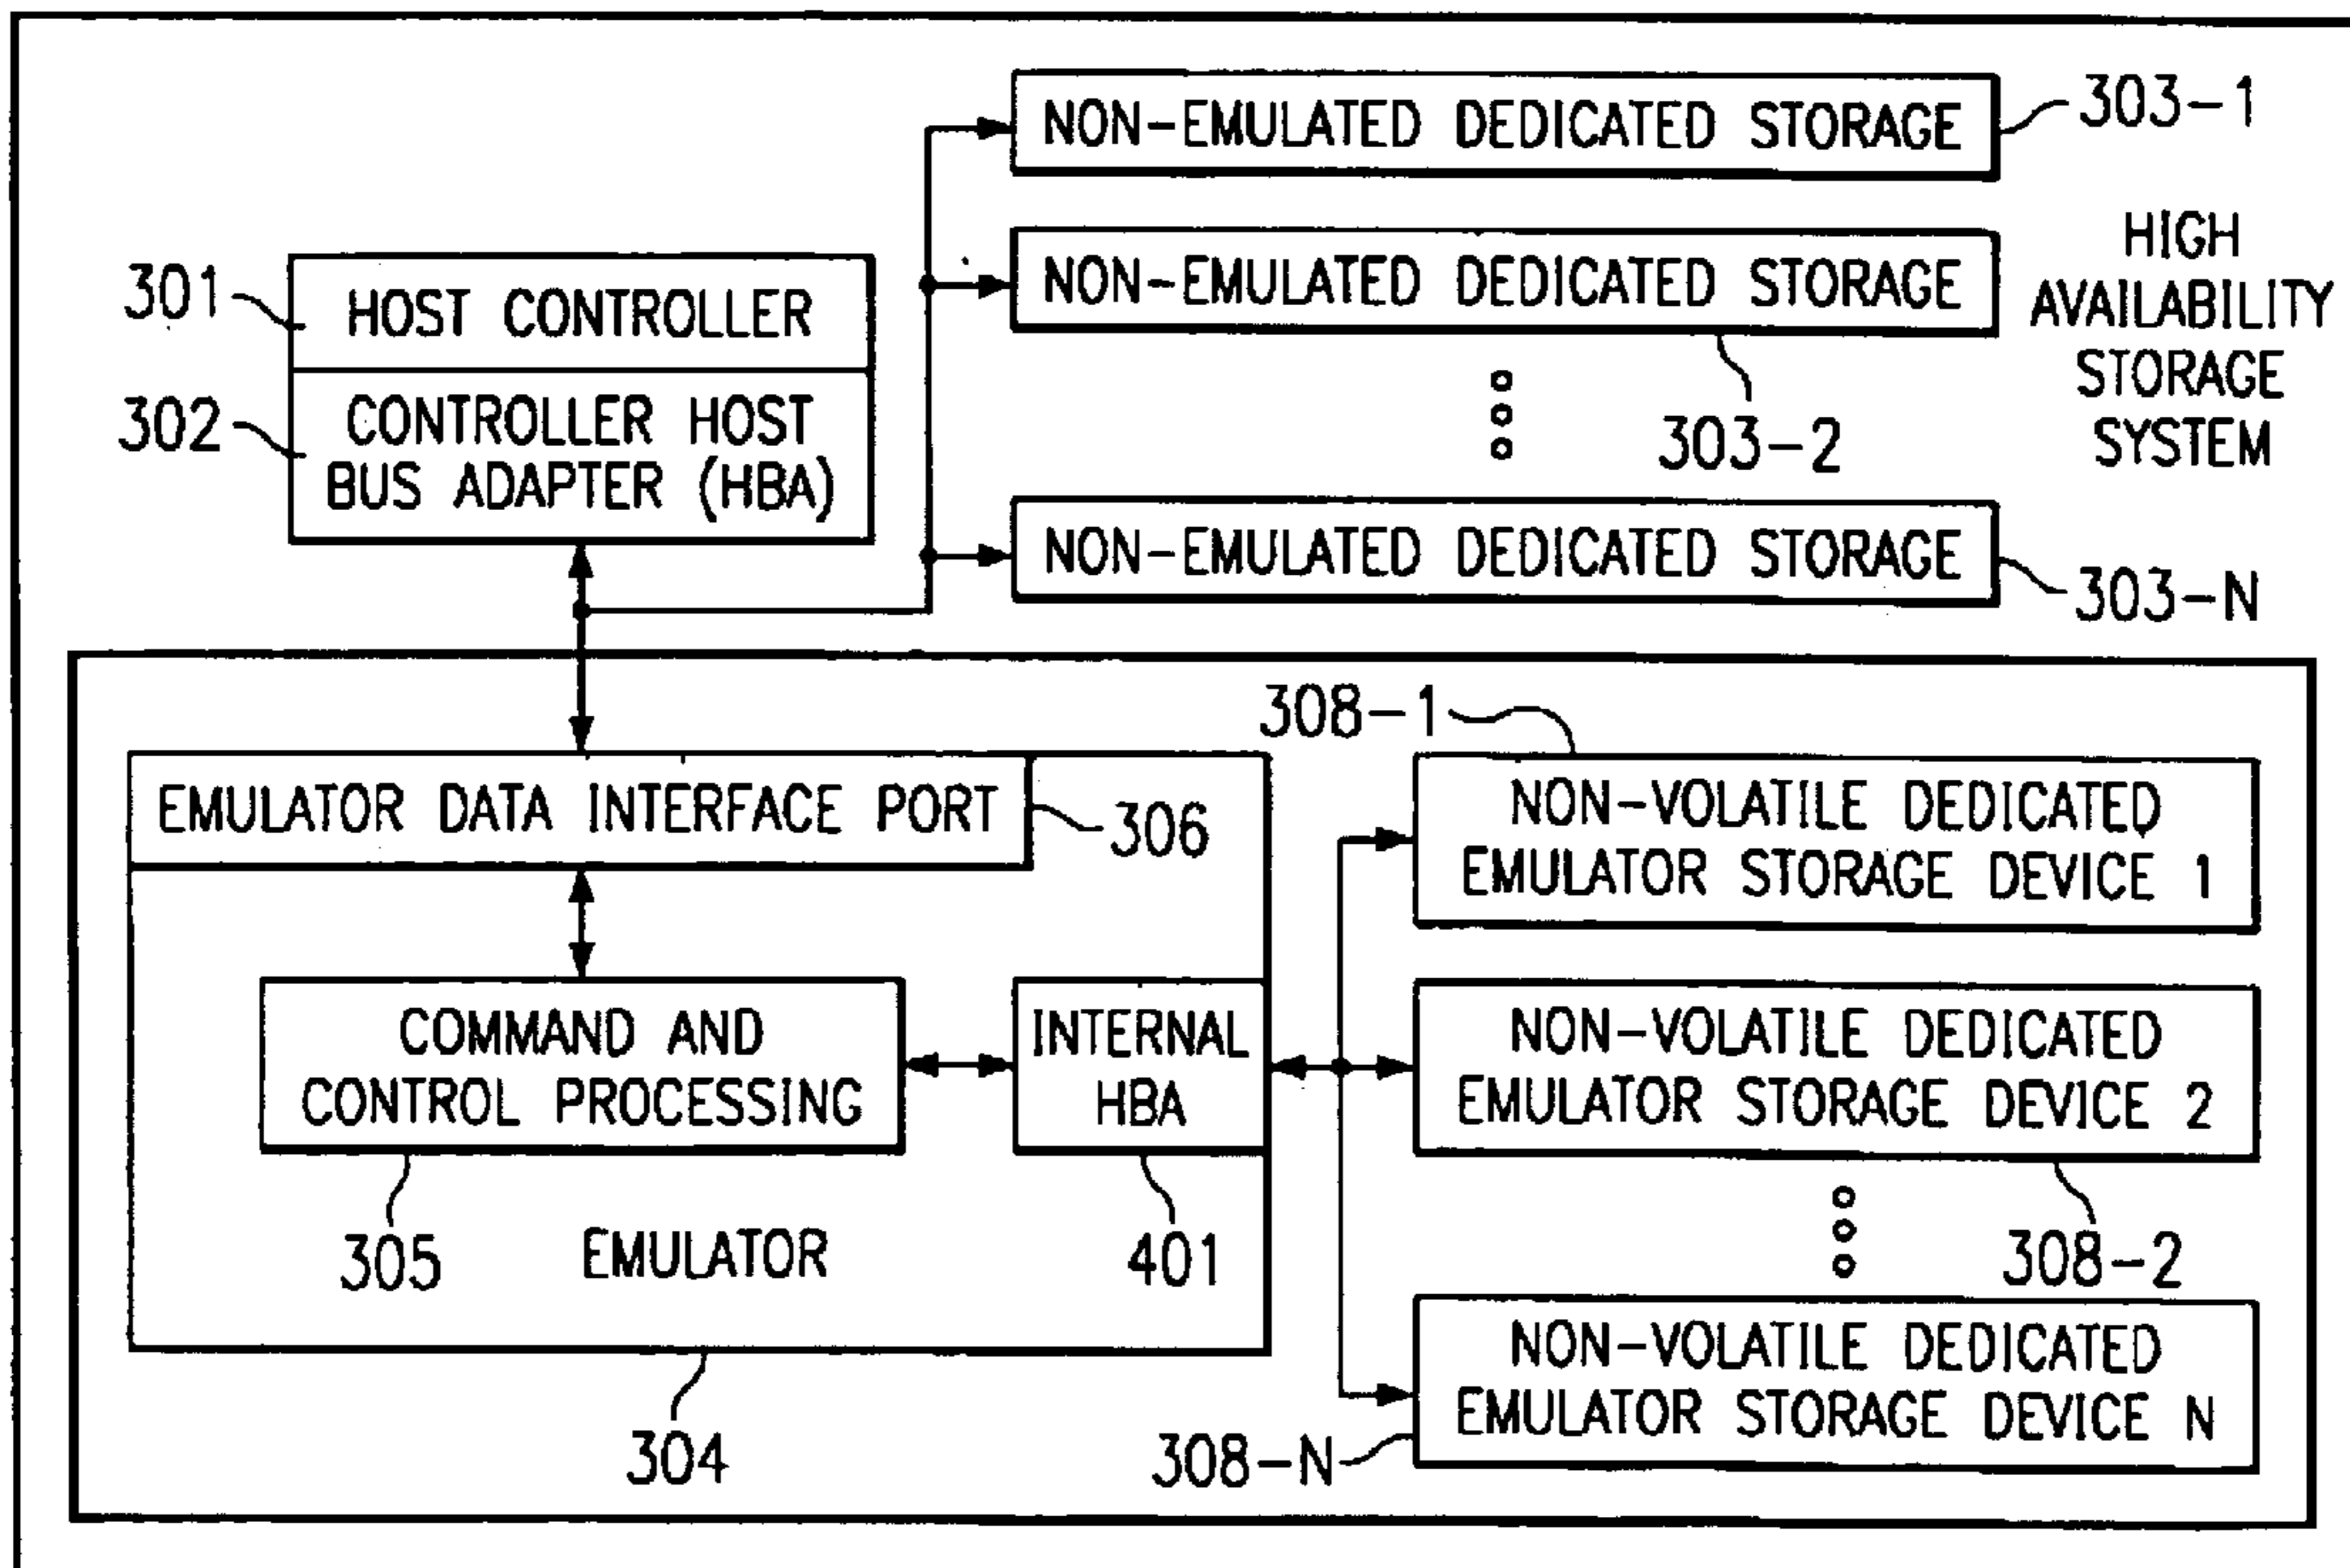 NON-EMULATED DEDICATED STORAGE
303-1
NON-EMULATED DEDICATED STORAGE
303-2
NON-EMULATED DEDICATED STORAGE
303-N
HIGH
AVAILABILITY
STORAGE
SYSTEM
301
HOST CONTROLLER
302
CONTROLLER HOST
BUS ADAPTER (HBA)
EMULATOR DATA INTERFACE PORT
306
COMMAND AND
CONTROL PROCESSING
305
INTERNAL
HBA
401
EMULATOR
304
308-1
NON-VOLATILE DEDICATED
EMULATOR STORAGE DEVICE 1
NON-VOLATILE DEDICATED
EMULATOR STORAGE DEVICE 2
308-2
NON-VOLATILE DEDICATED
EMULATOR STORAGE DEVICE N
308-N